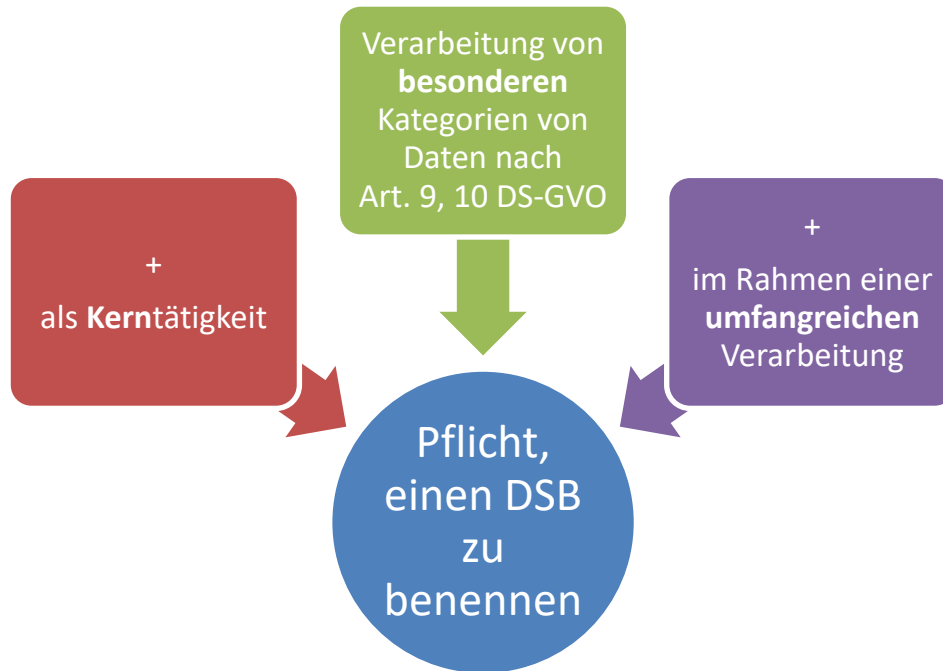 Verarbeitung von
besonderen
Kategorien von
Daten nach
Art. 9, 10 DS-GVO
+
als Kerntätigkeit
+
im Rahmen einer
umfangreichen
Verarbeitung
Pflicht,
einen DSB
zu
benennen